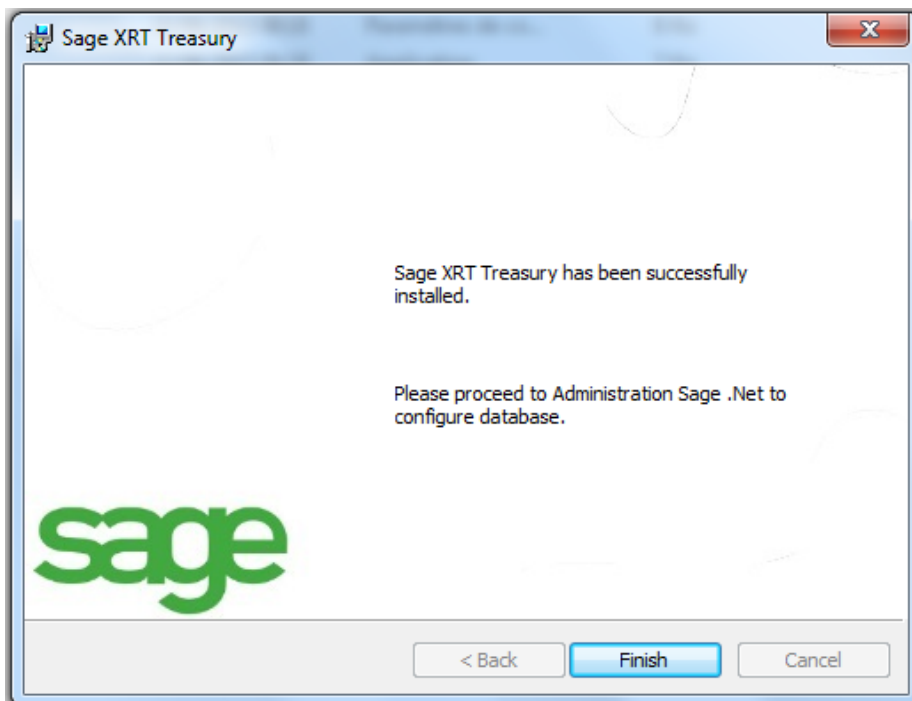 Sage XRT Treasury
Sage XRT Treasury has been successfully
installed.
Please proceed to Administration Sage .Net to
configure database.
sage
< Back
Finish
Cancel